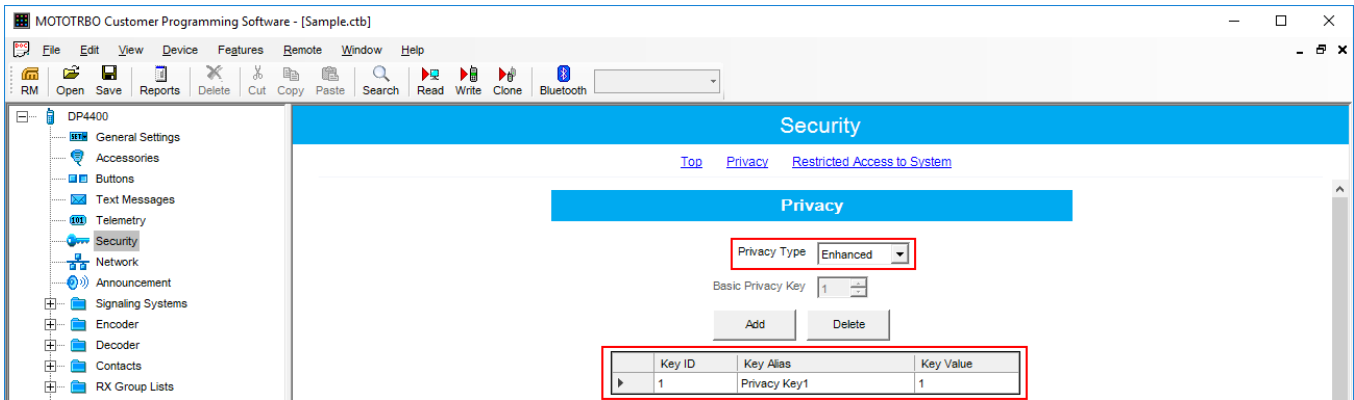 MOTOTRBO Customer Programming Software - [Sample.ctb]
File Edit View Device Features Remote Window Help
RM Open Save Reports Delete Cut Copy Paste Search Read Write Clone Bluetooth
DP4400
General Settings
Accessories
Buttons
Text Messages
Telemetry
Security
Network
Announcement
Signaling Systems
Encoder
Decoder
Contacts
RX Group Lists
Security
Top Privacy Restricted Access to System
Privacy
Privacy Type Enhanced
Basic Privacy Key 1
Add Delete
Key ID Key Alias Key Value
1 Privacy Key1 1